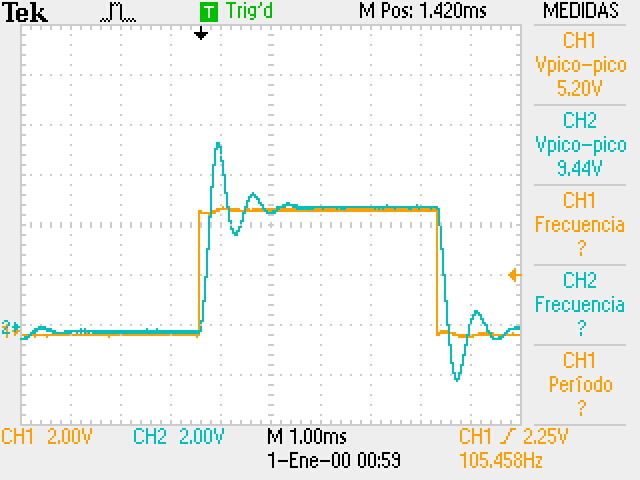 Tek T Trig'd M Pos: 1.420ms MEDIDAS
CH1
Vpico-pico
5.20V
CH2
Vpico-pico
9.44V
CH1
Frecuencia
?
CH2
Frecuencia
?
CH1
Período
?
2
CH1 2.00V CH2 2.00V M 1.00ms CH1 2.25V
1-Ene-00 00:59 105.458Hz